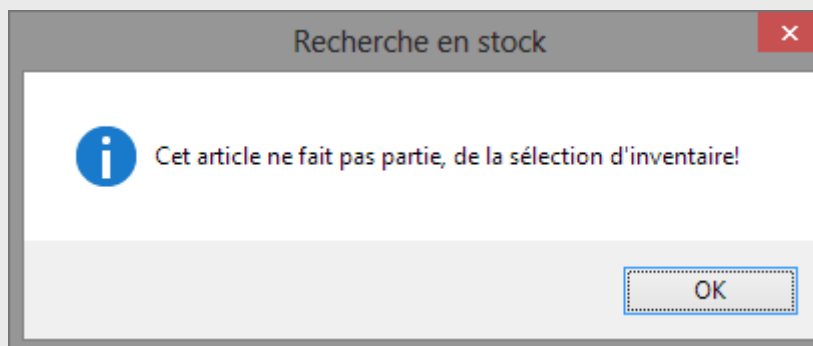 Recherche en stock
Cet article ne fait pas partie, de la sélection d'inventaire!
OK